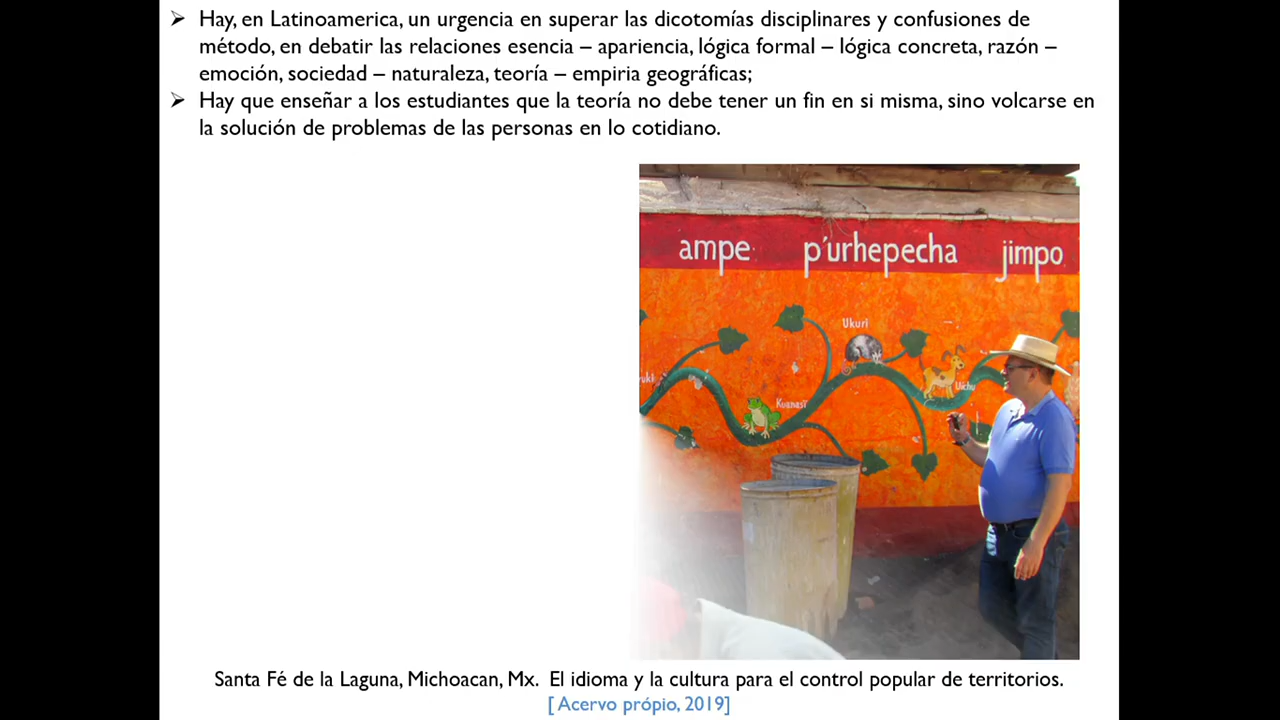 ➢ Hay, en Latinoamerica, un urgencia en superar las dicotomías disciplinares y confusiones de
método, en debatir las relaciones esencia – apariencia, lógica formal – lógica concreta, razón –
emoción, sociedad – naturaleza, teoría – empiria geográficas;
➢ Hay que enseñar a los estudiantes que la teoría no debe tener un fin en si misma, sino volcarse en
la solución de problemas de las personas en lo cotidiano.
ampe p'urhepecha jimpo
Ukuri
Uichu
Santa Fé de la Laguna, Michoacan, Mx. El idioma y la cultura para el control popular de territorios.
[ Acervo própio, 2019]